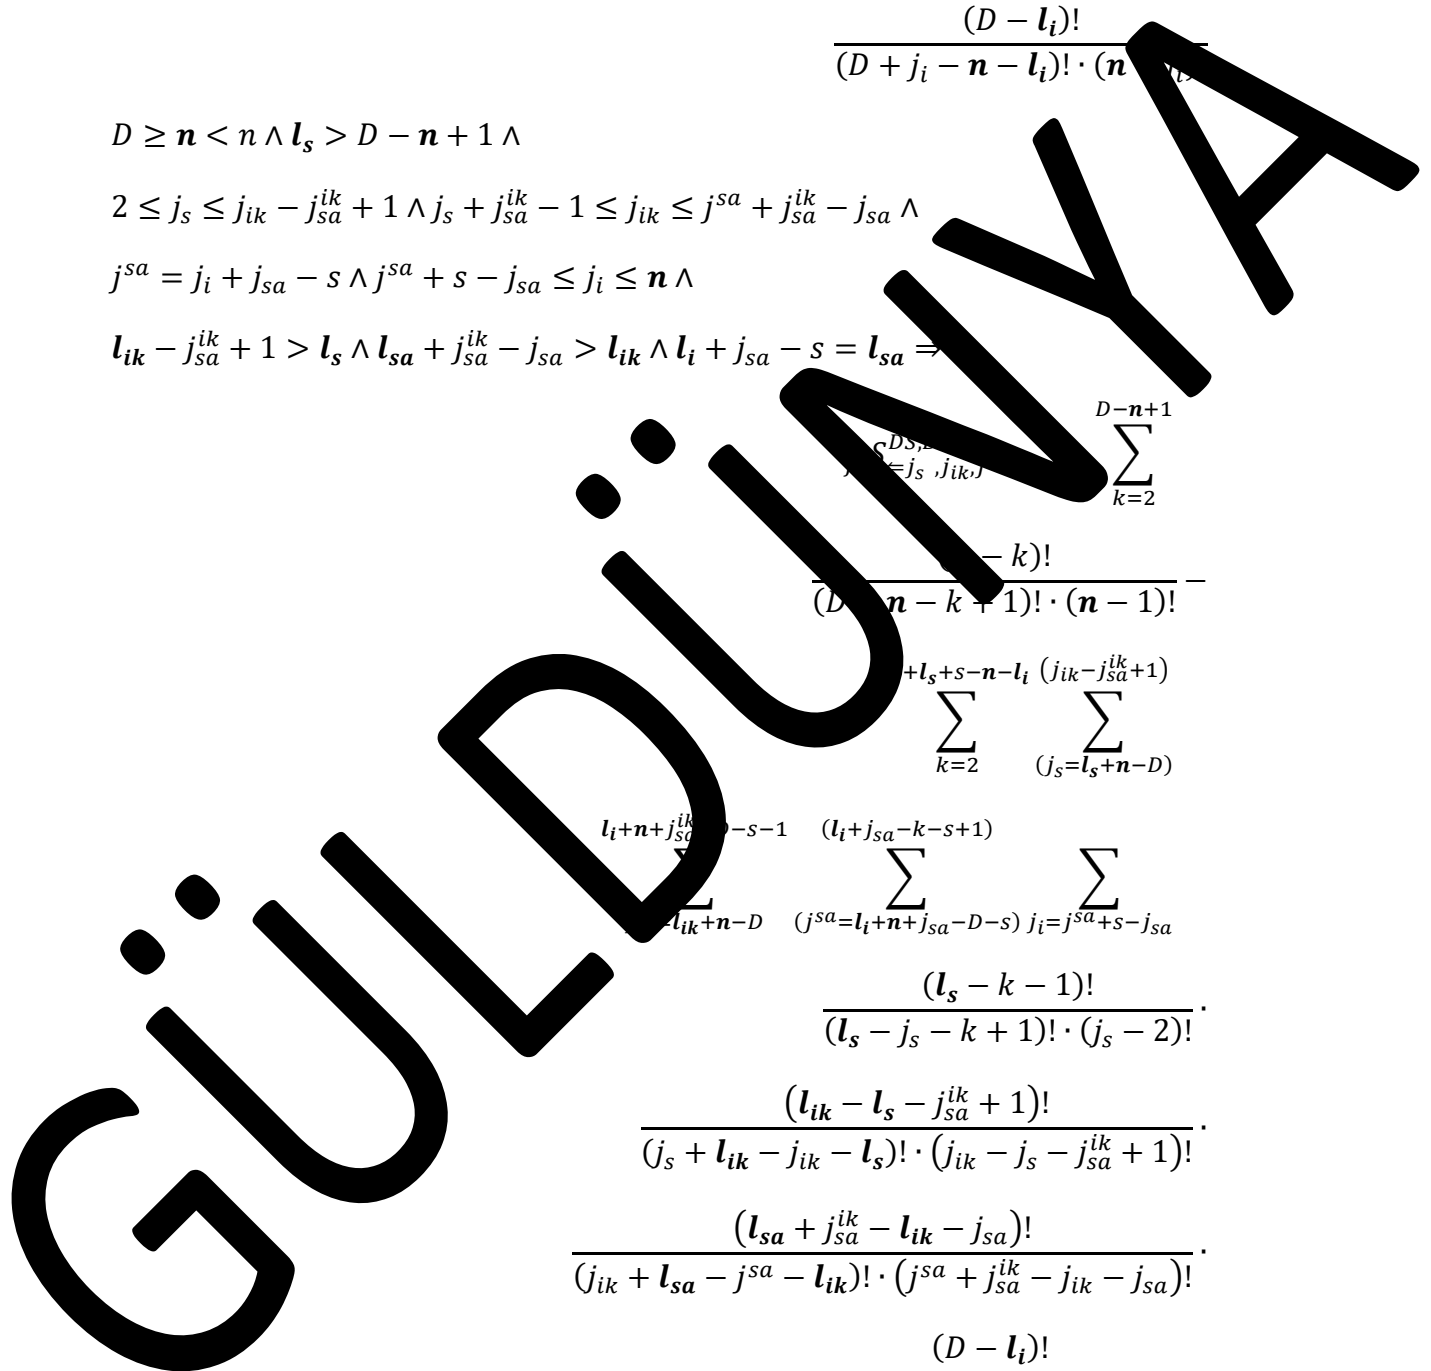 (D − l_i)!
(D + j_i − n − l_i)! · (n
D ≥ n < n ∧ l_s > D − n + 1 ∧
2 ≤ j_s ≤ j_ik − j_sa^ik + 1 ∧ j_s + j_sa^ik − 1 ≤ j_ik ≤ j^sa + j_sa^ik − j_sa ∧
j^sa = j_i + j_sa − s ∧ j^sa + s − j_sa ≤ j_i ≤ n ∧
l_ik − j_sa^ik + 1 > l_s ∧ l_sa + j_sa^ik − j_sa > l_ik ∧ l_i + j_sa − s = l_sa ⇒
D−n+1
∑
k=2
− k)!
n − k + 1)! · (n − 1)! −
+l_s+s−n−l_i (j_ik−j_sa^ik+1)
∑ ∑
k=2 (j_s=l_s+n−D)
l_i+n+j_sa^ik −s−1 (l_i+j_sa−k−s+1)
∑ ∑ ∑
l_ik+n−D (j^sa=l_i+n+j_sa−D−s) j_i=j^sa+s−j_sa
(l_s − k − 1)!
(l_s − j_s − k + 1)! · (j_s − 2)! ·
(l_ik − l_s − j_sa^ik + 1)!
(j_s + l_ik − j_ik − l_s)! · (j_ik − j_s − j_sa^ik + 1)! ·
(l_sa + j_sa^ik − l_ik − j_sa)!
(j_ik + l_sa − j^sa − l_ik)! · (j^sa + j_sa^ik − j_ik − j_sa)! ·
(D − l_i)!
GÜLDÜNYA